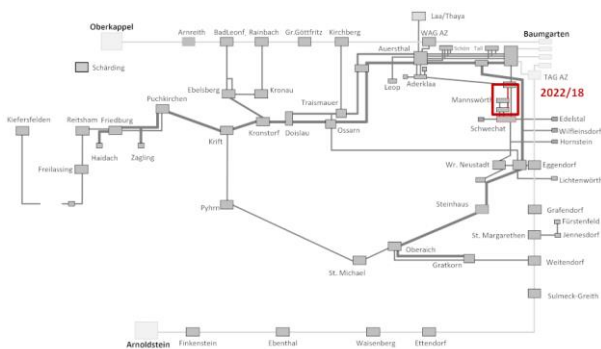 Laa/Thaya
Oberkappel
Arnreith
BadLeonf.
Rainbach
Gr.Göttfritz
Kirchberg
WAG AZ
Baumgarten
Auersthal
Schön
Tall
TAG AZ
Schärding
Ebelsberg
Kronau
Traismauer
Leop
Aderklaa
2022/18
Puchkirchen
Mannswörth
Kiefersfelden
Reitsham
Friedburg
Kronstorf
Doislau
Ossarn
Schwechat
Edelstal
Wilfleinsdorf
Hornstein
Krift
Haidach
Zagling
Freilassing
Wr. Neustadt
Eggendorf
Lichtenwörth
Pyhrn
Steinhaus
Grafendorf
Fürstenfeld
St. Margarethen
Jennesdorf
Oberaich
St. Michael
Gratkorn
Weitendorf
Sulmeck-Greith
Arnoldstein
Finkenstein
Ebenthal
Waisenberg
Ettendorf